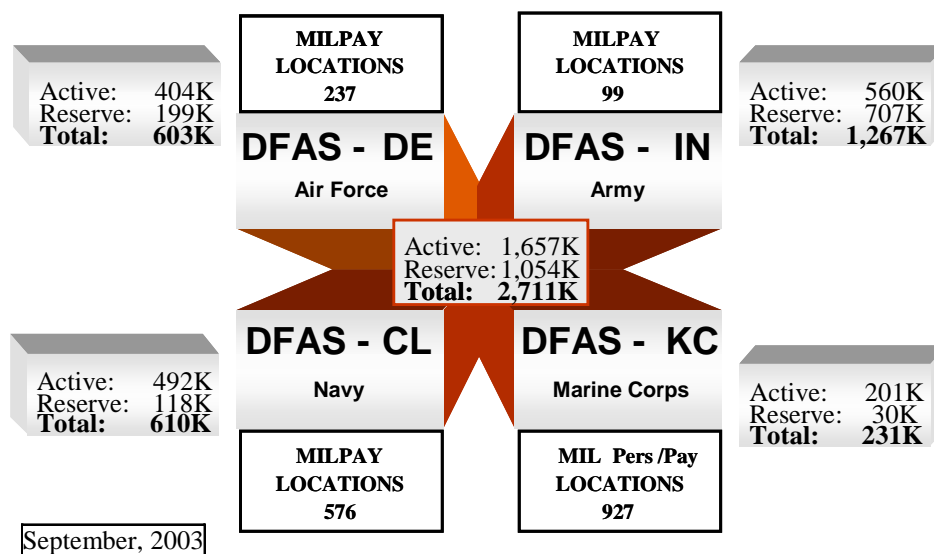 MILPAY
LOCATIONS
237
MILPAY
LOCATIONS
99
Active: 404K
Reserve: 199K
Total: 603K
Active: 560K
Reserve: 707K
Total: 1,267K
DFAS - DE
Air Force
DFAS - IN
Army
Active: 1,657K
Reserve: 1,054K
Total: 2,711K
DFAS - CL
Navy
DFAS - KC
Marine Corps
Active: 492K
Reserve: 118K
Total: 610K
Active: 201K
Reserve: 30K
Total: 231K
MILPAY
LOCATIONS
576
MIL Pers /Pay
LOCATIONS
927
September, 2003